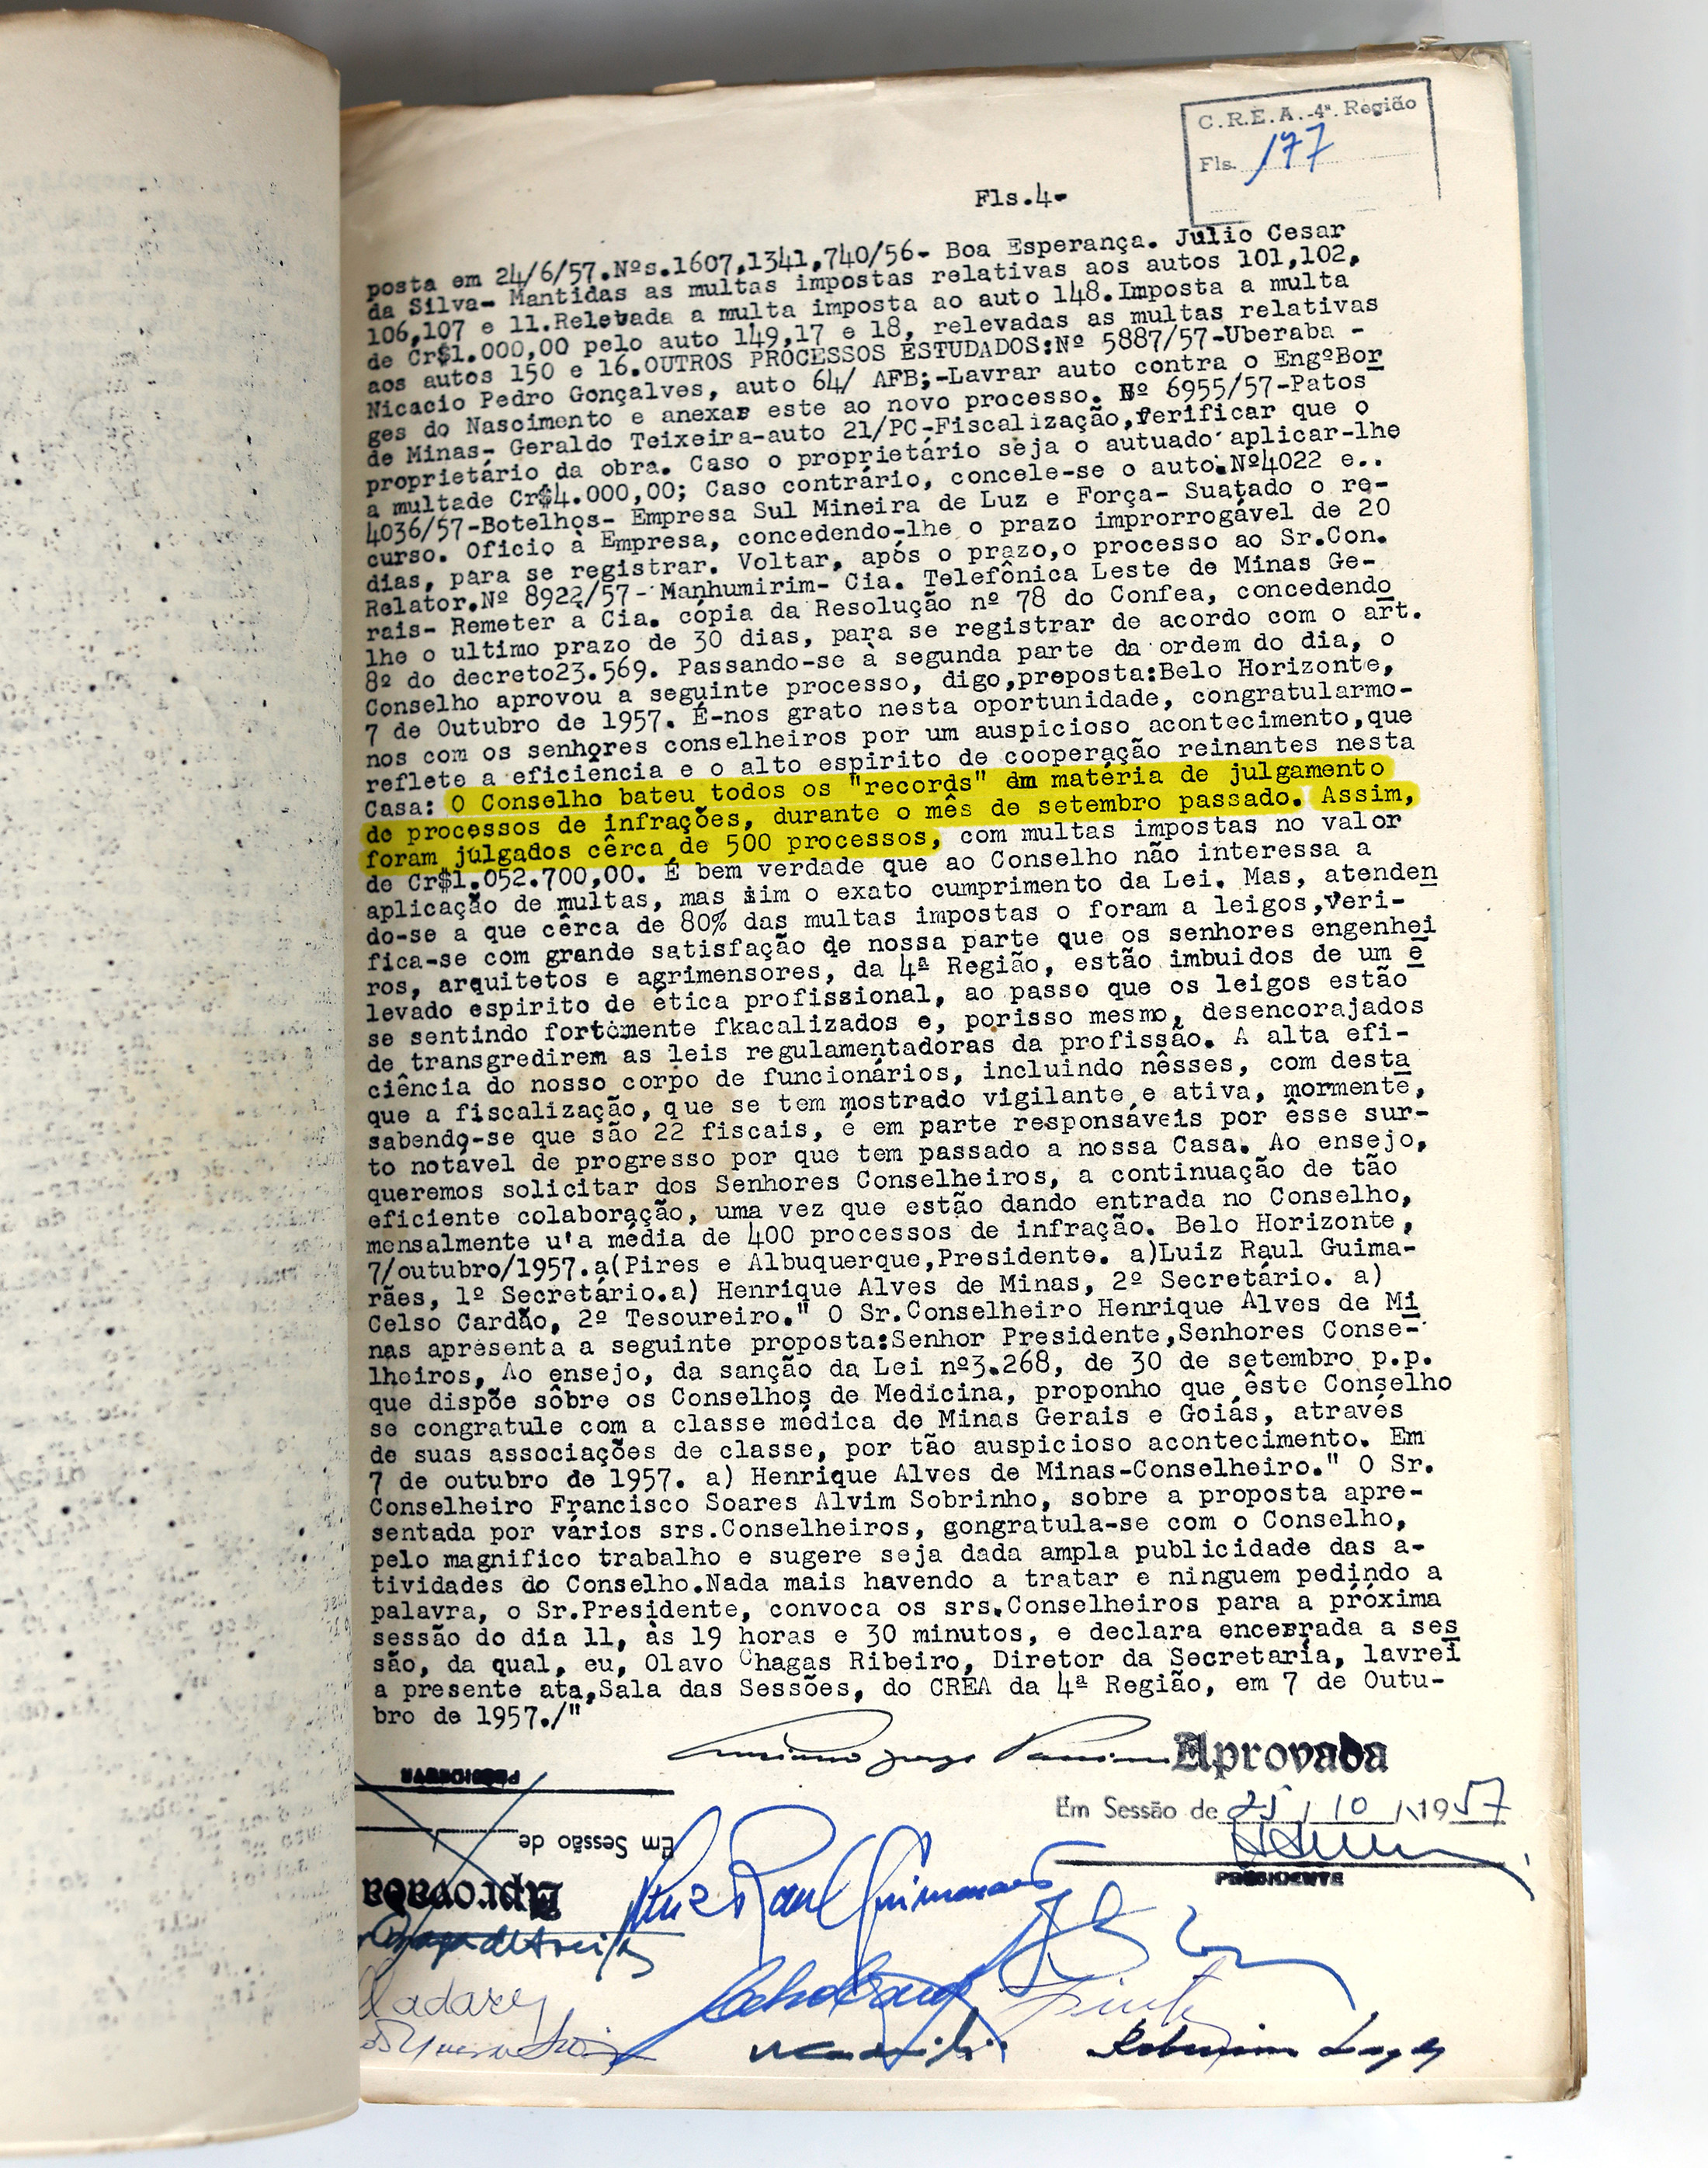 C.R.E.A.-4ª. Região
Fls. 177
Fls.4-
posta em 24/6/57.Nºs.1607,1341,740/56- Boa Esperança. Julio Cesar
da Silva- Mantidas as multas impostas relativas aos autos 101,102,
106,107 e 11.Relevada a multa imposta ao auto 148.Imposta a multa
de Cr$1.000,00 pelo auto 149,17 e 18, relevadas as multas relativas
aos autos 150 e 16.OUTROS PROCESSOS ESTUDADOS:Nº 5887/57-Uberaba -
Nicacio Pedro Gonçalves, auto 64/ AFB;-Lavrar auto contra o EngºBor
ges do Nascimento e anexar este ao novo processo. Nº 6955/57-Patos
de Minas- Geraldo Teixeira-auto 21/PC-Fiscalização,verificar que o
proprietário da obra. Caso o proprietário seja o autuado aplicar-lhe
a multade Cr$4.000,00; Caso contrário, concele-se o auto.Nº4022 e..
4036/57-Botelhos- Empresa Sul Mineira de Luz e Força- Suatado o re-
curso. Oficio à Empresa, concedendo-lhe o prazo improrrogável de 20
dias, para se registrar. Voltar, após o prazo,o processo ao Sr.Con.
Relator.Nº 8922/57- Manhumirim- Cia. Telefônica Leste de Minas Ge-
rais- Remeter à Cia. cópia da Resolução nº 78 do Confea, concedendo
lhe o ultimo prazo de 30 dias, para se registrar de acordo com o art.
8º do decreto23.569. Passando-se à segunda parte da ordem do dia, o
Conselho aprovou a seguinte processo, digo,proposta:Belo Horizonte,
7 de Outubro de 1957. É-nos grato nesta oportunidade, congratularmo-
nos com os senhores conselheiros por um auspicioso acontecimento,que
reflete a eficiência e o alto espirito de cooperação reinantes nesta
Casa: O Conselho bateu todos os "records" em matéria de julgamento
de processos de infrações, durante o mês de setembro passado. Assim,
foram julgados cêrca de 500 processos, com multas impostas no valor
de Cr$1.052.700,00. É bem verdade que ao Conselho não interessa a
aplicação de multas, mas sim o exato cumprimento da Lei. Mas, atenden
do-se a que cêrca de 80% das multas impostas o foram a leigos,veri-
fica-se com grande satisfação de nossa parte que os senhores engenhei
ros, arquitetos e agrimensores, da 4ª Região, estão imbuidos de um e
levado espirito de ética profissional, ao passo que os leigos estão
se sentindo fortemente fkacalizados e, porisso mesmo, desencorajados
de transgredirem as leis regulamentadoras da profissão. A alta efi-
ciência do nosso corpo de funcionários, incluindo nêsses, com desta
que a fiscalização, que se tem mostrado vigilante e ativa, mormente,
sabendo-se que são 22 fiscais, é em parte responsáveis por êsse sur-
to notável de progresso por que tem passado a nossa Casa. Ao ensejo,
queremos solicitar dos Senhores Conselheiros, a continuação de tão
eficiente colaboração, uma vez que estão dando entrada no Conselho,
mensalmente u'a média de 400 processos de infração. Belo Horizonte,
7/outubro/1957.a(Pires e Albuquerque,Presidente. a)Luiz Raul Guima-
rães, 1º Secretário.a) Henrique Alves de Minas, 2º Secretário. a)
Celso Cardão, 2º Tesoureiro." O Sr.Conselheiro Henrique Alves de Mi
nas apresenta a seguinte proposta:Senhor Presidente,Senhores Conse-
lheiros, Ao ensejo, da sanção da Lei nº3.268, de 30 de setembro p.p.
que dispõe sôbre os Conselhos de Medicina, proponho que êste Conselho
se congratule com a classe médica de Minas Gerais e Goiás, através
de suas associações de classe, por tão auspicioso acontecimento. Em
7 de outubro de 1957. a) Henrique Alves de Minas-Conselheiro." O Sr.
Conselheiro Francisco Soares Alvim Sobrinho, sobre a proposta apre-
sentada por vários srs.Conselheiros, gongratula-se com o Conselho,
pelo magnifico trabalho e sugere seja dada ampla publicidade das a-
tividades do Conselho.Nada mais havendo a tratar e ninguem pedindo a
palavra, o Sr.Presidente, convoca os srs.Conselheiros para a próxima
sessão do dia 11, às 19 horas e 30 minutos, e declara encerrada a ses
são, da qual, eu, Olavo Chagas Ribeiro, Diretor da Secretaria, lavrei
a presente ata,Sala das Sessões, do CREA da 4ª Região, em 7 de Outu-
bro de 1957./"
Aprovada
Em Sessão de 25 / 10 / 1957
PRESIDENTE
PRESIDENTE
Em Sessão de
Aprovada
Luiz Raul Guimaraes